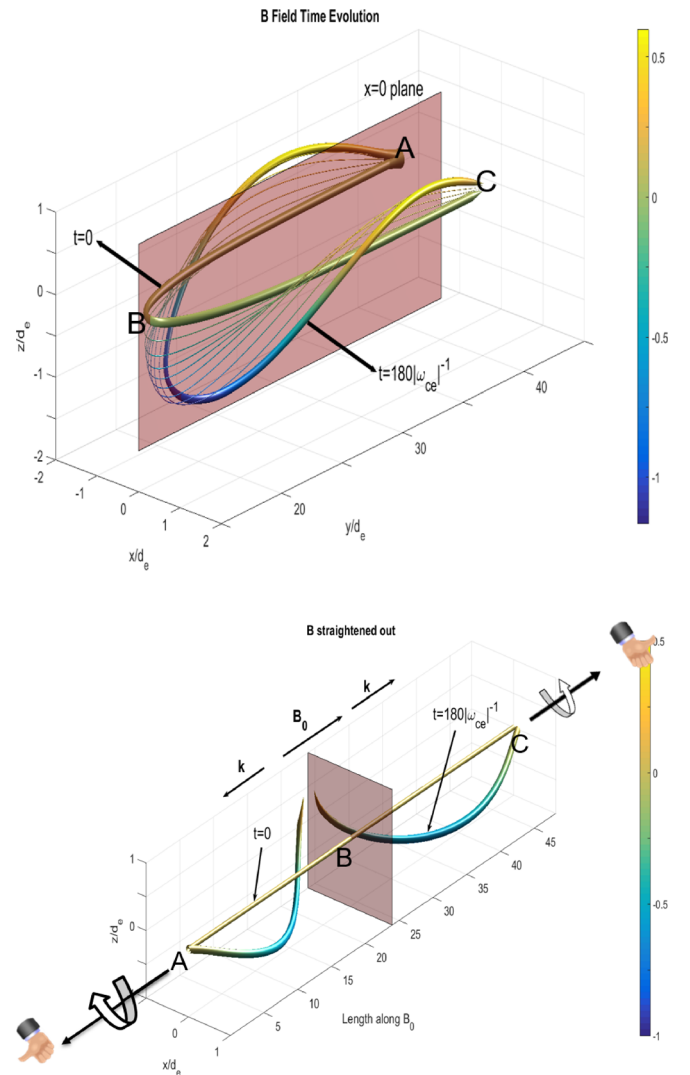 B Field Time Evolution
x=0 plane
A
C
t=0
B
t=180|ω_ce|^-1
z/d_e
1
0
-1
-2
-2
-1
0
1
2
x/d_e
20
30
40
y/d_e
0.5
0
-0.5
-1
B straightened out
k
B_0
k
t=180|ω_ce|^-1
t=0
C
B
A
z/d_e
1
0
0
1
x/d_e
5
10
15
20
25
30
35
40
45
Length along B_0
0.5
0
-0.5
-1